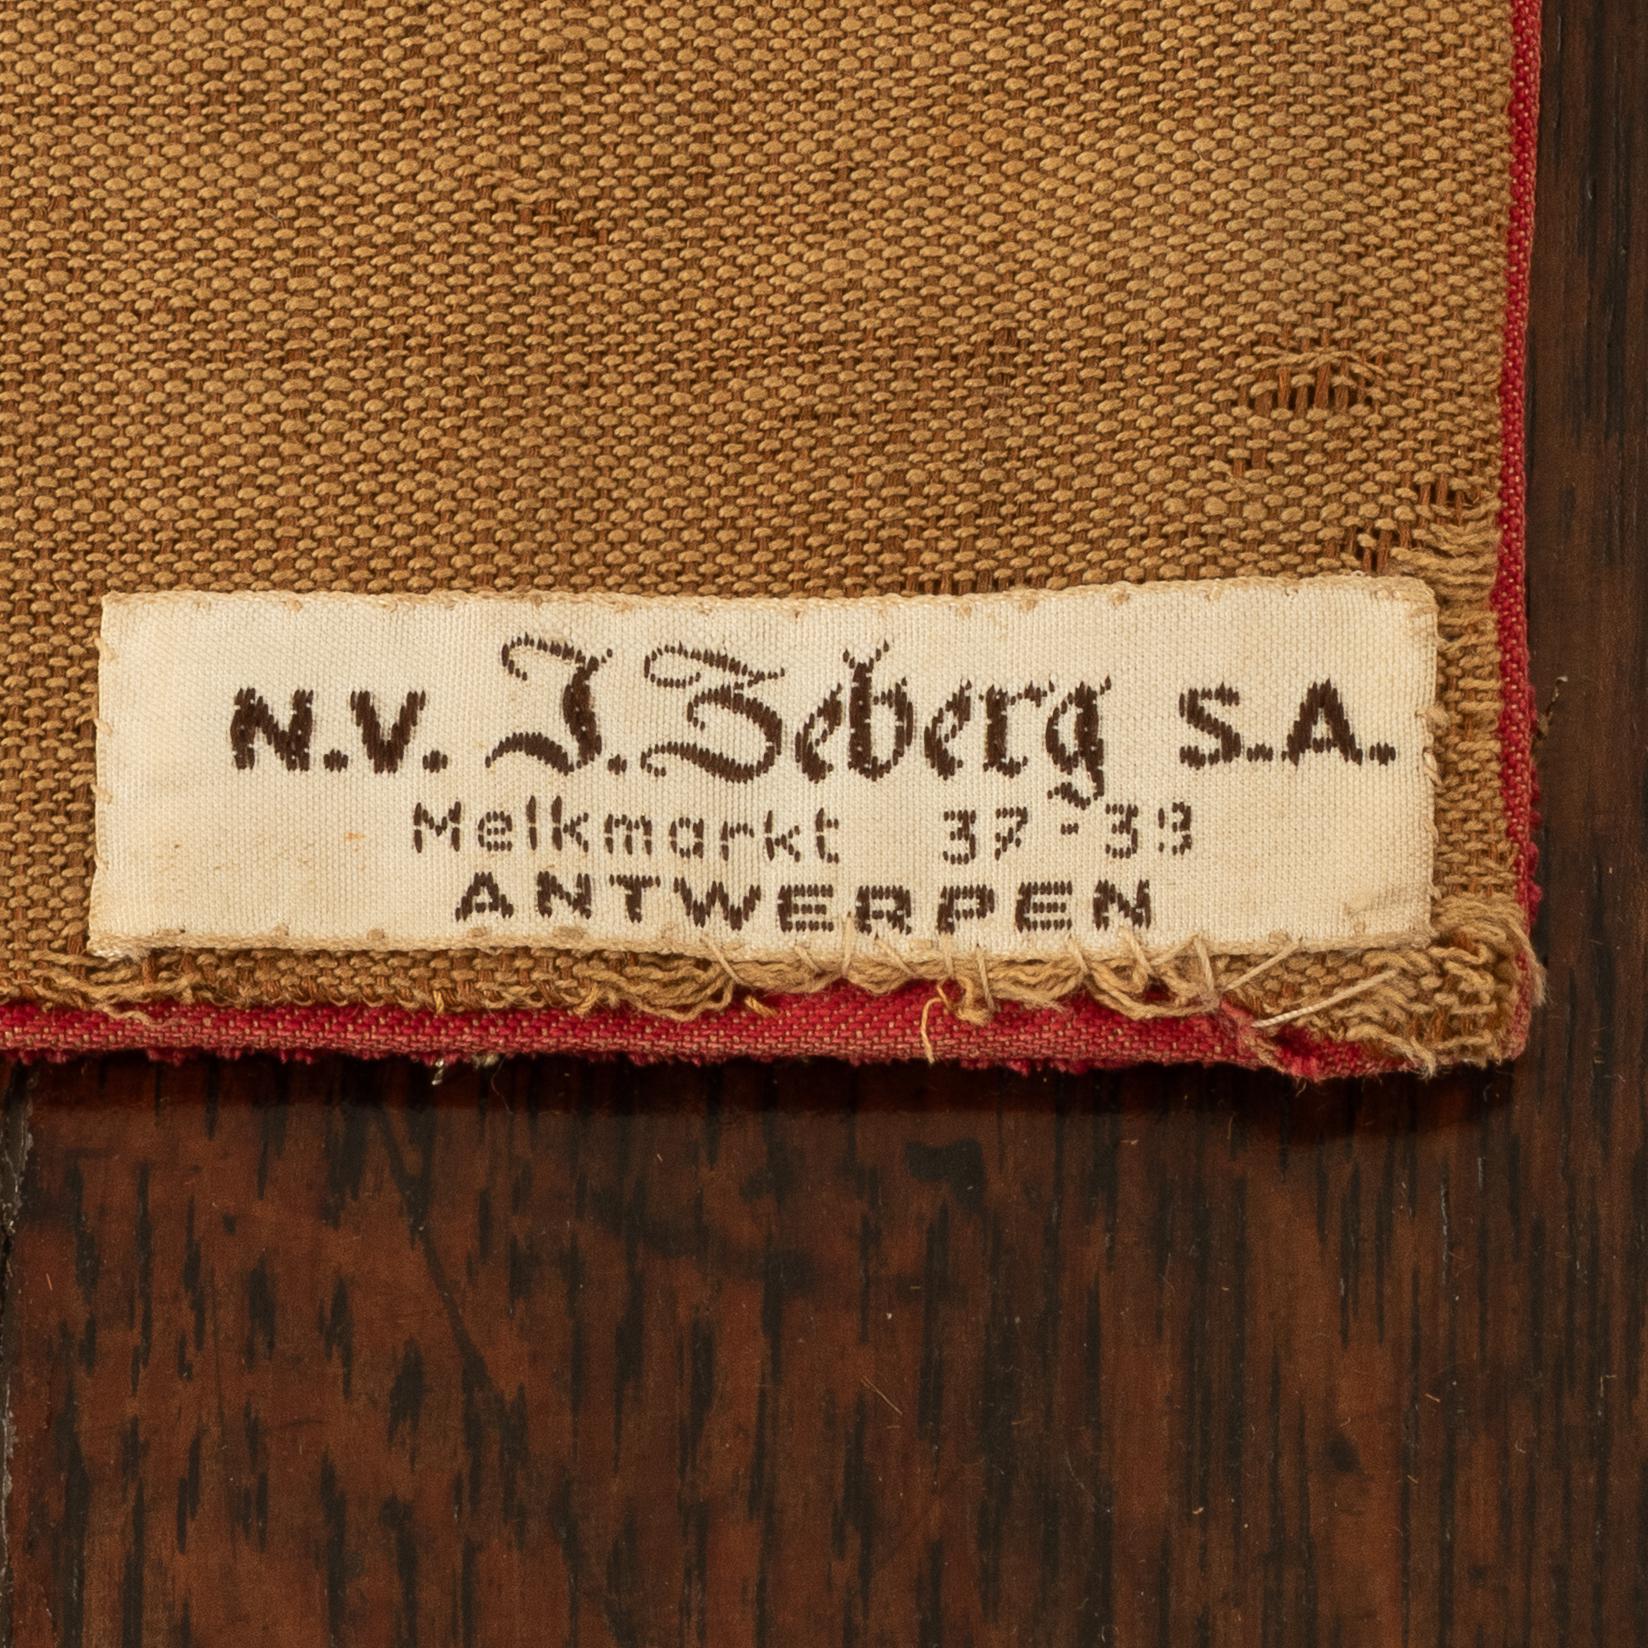 N.V. J. Zeberg S.A.
Melkmarkt 37-39
ANTWERPEN